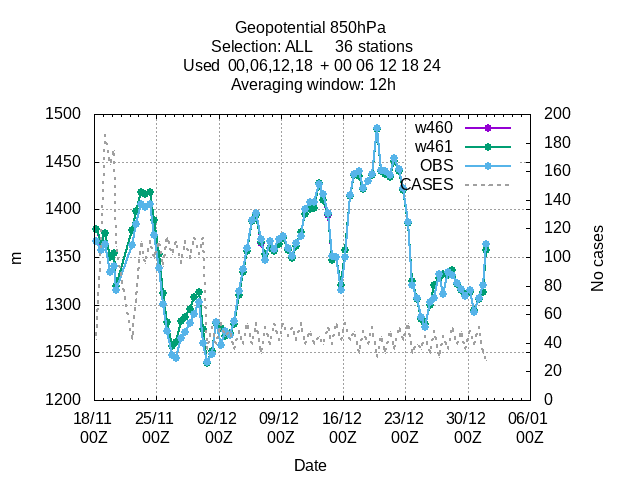 Geopotential 850hPa
Selection: ALL 36 stations
Used 00,06,12,18 + 00 06 12 18 24
Averaging window: 12h
1500 200
w460
180
w461
1450 160
OBS
CASES
140
1400
120
m
1350 100
No cases
80
1300
60
1250 40
20
1200 0
18/11 25/11 02/12 09/12 16/12 23/12 30/12 06/01
00Z 00Z 00Z 00Z 00Z 00Z 00Z 00Z
Date